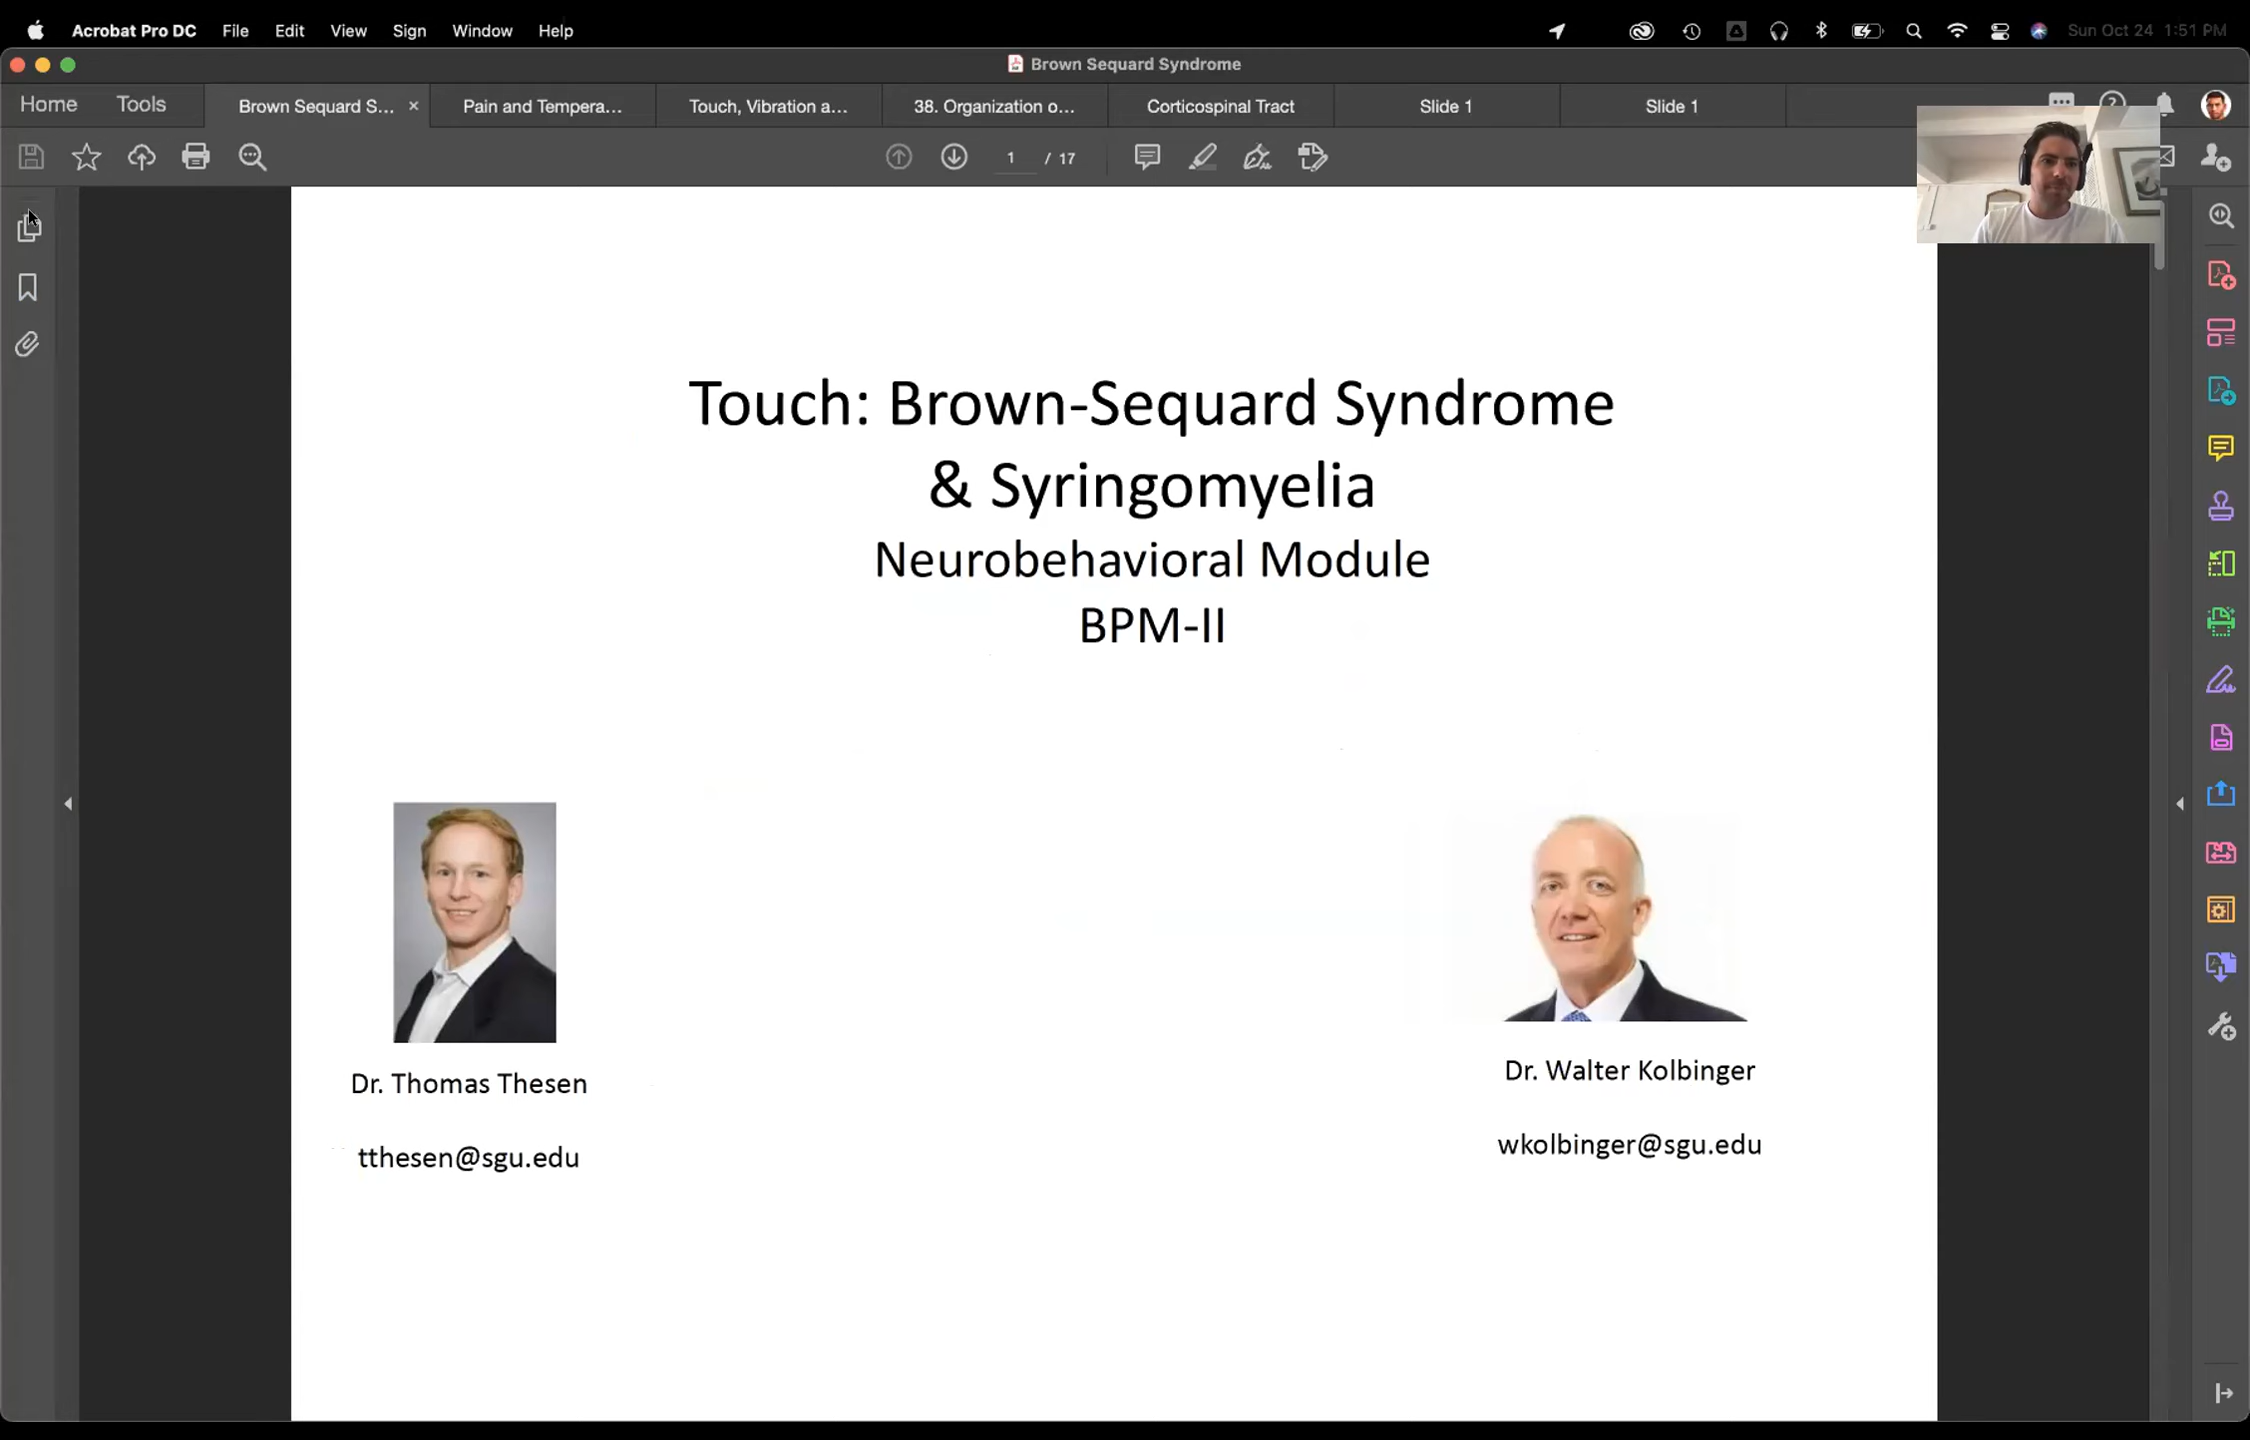 Acrobat Pro DC File Edit View Sign Window Help Sun Oct 24 1:51 PM
Brown Sequard Syndrome
Home Tools Brown Sequard S... × Pain and Tempera... Touch, Vibration a... 38. Organization o... Corticospinal Tract Slide 1 Slide 1
1 / 17
Touch: Brown-Sequard Syndrome
& Syringomyelia
Neurobehavioral Module
BPM-II
Dr. Thomas Thesen
tthesen@sgu.edu
Dr. Walter Kolbinger
wkolbinger@sgu.edu